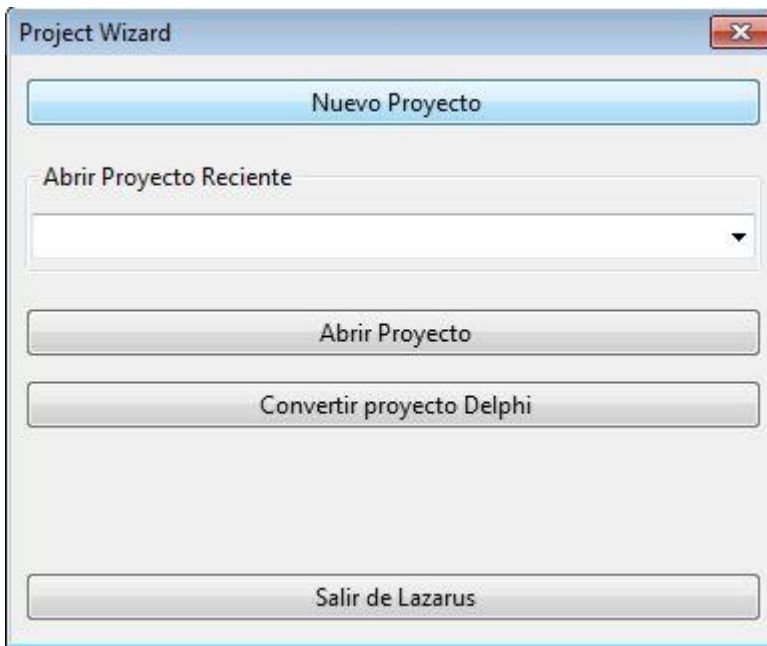 Project Wizard
Nuevo Proyecto
Abrir Proyecto Reciente
Abrir Proyecto
Convertir proyecto Delphi
Salir de Lazarus